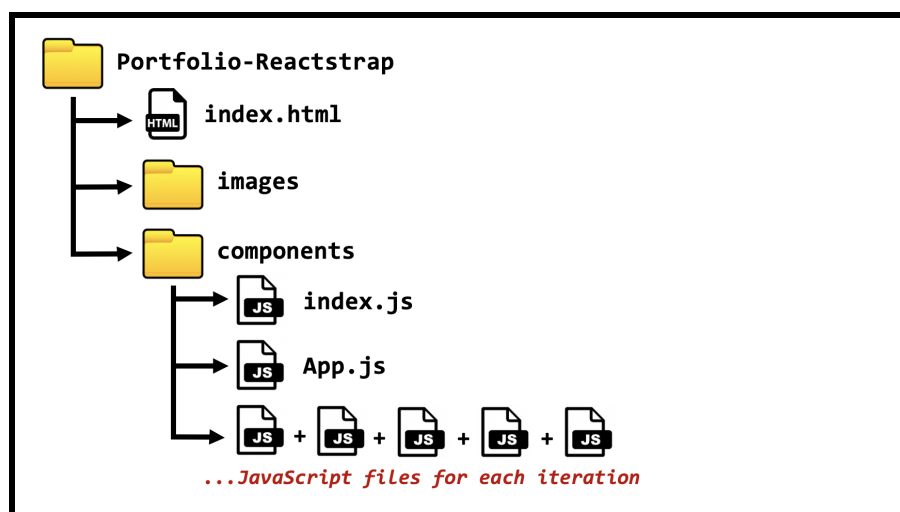 Portfolio-Reactstrap
HTML index.html
images
components
JS index.js
JS App.js
JS + JS + JS + JS + JS
...JavaScript files for each iteration